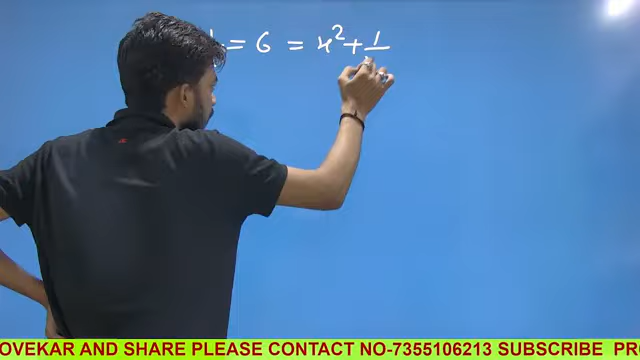 = 6 = x² + 1
OVEKAR AND SHARE PLEASE CONTACT NO-7355106213 SUBSCRIBE PR